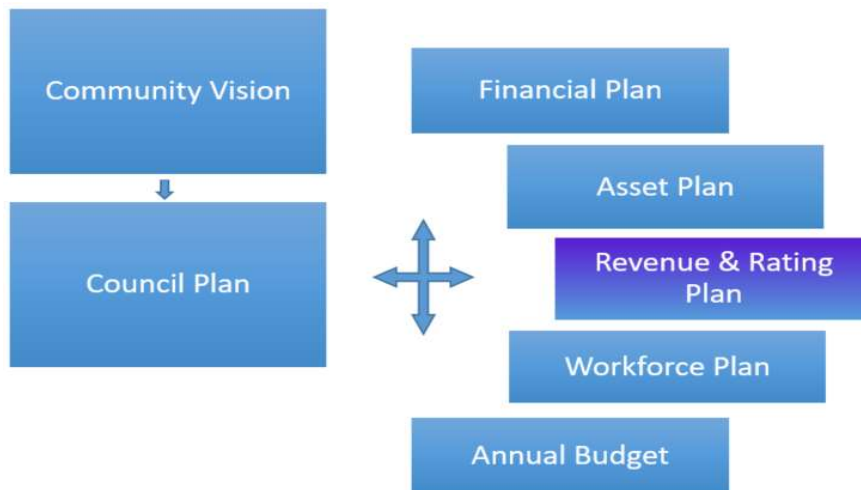 Community Vision
Council Plan
Financial Plan
Asset Plan
Revenue & Rating
Plan
Workforce Plan
Annual Budget